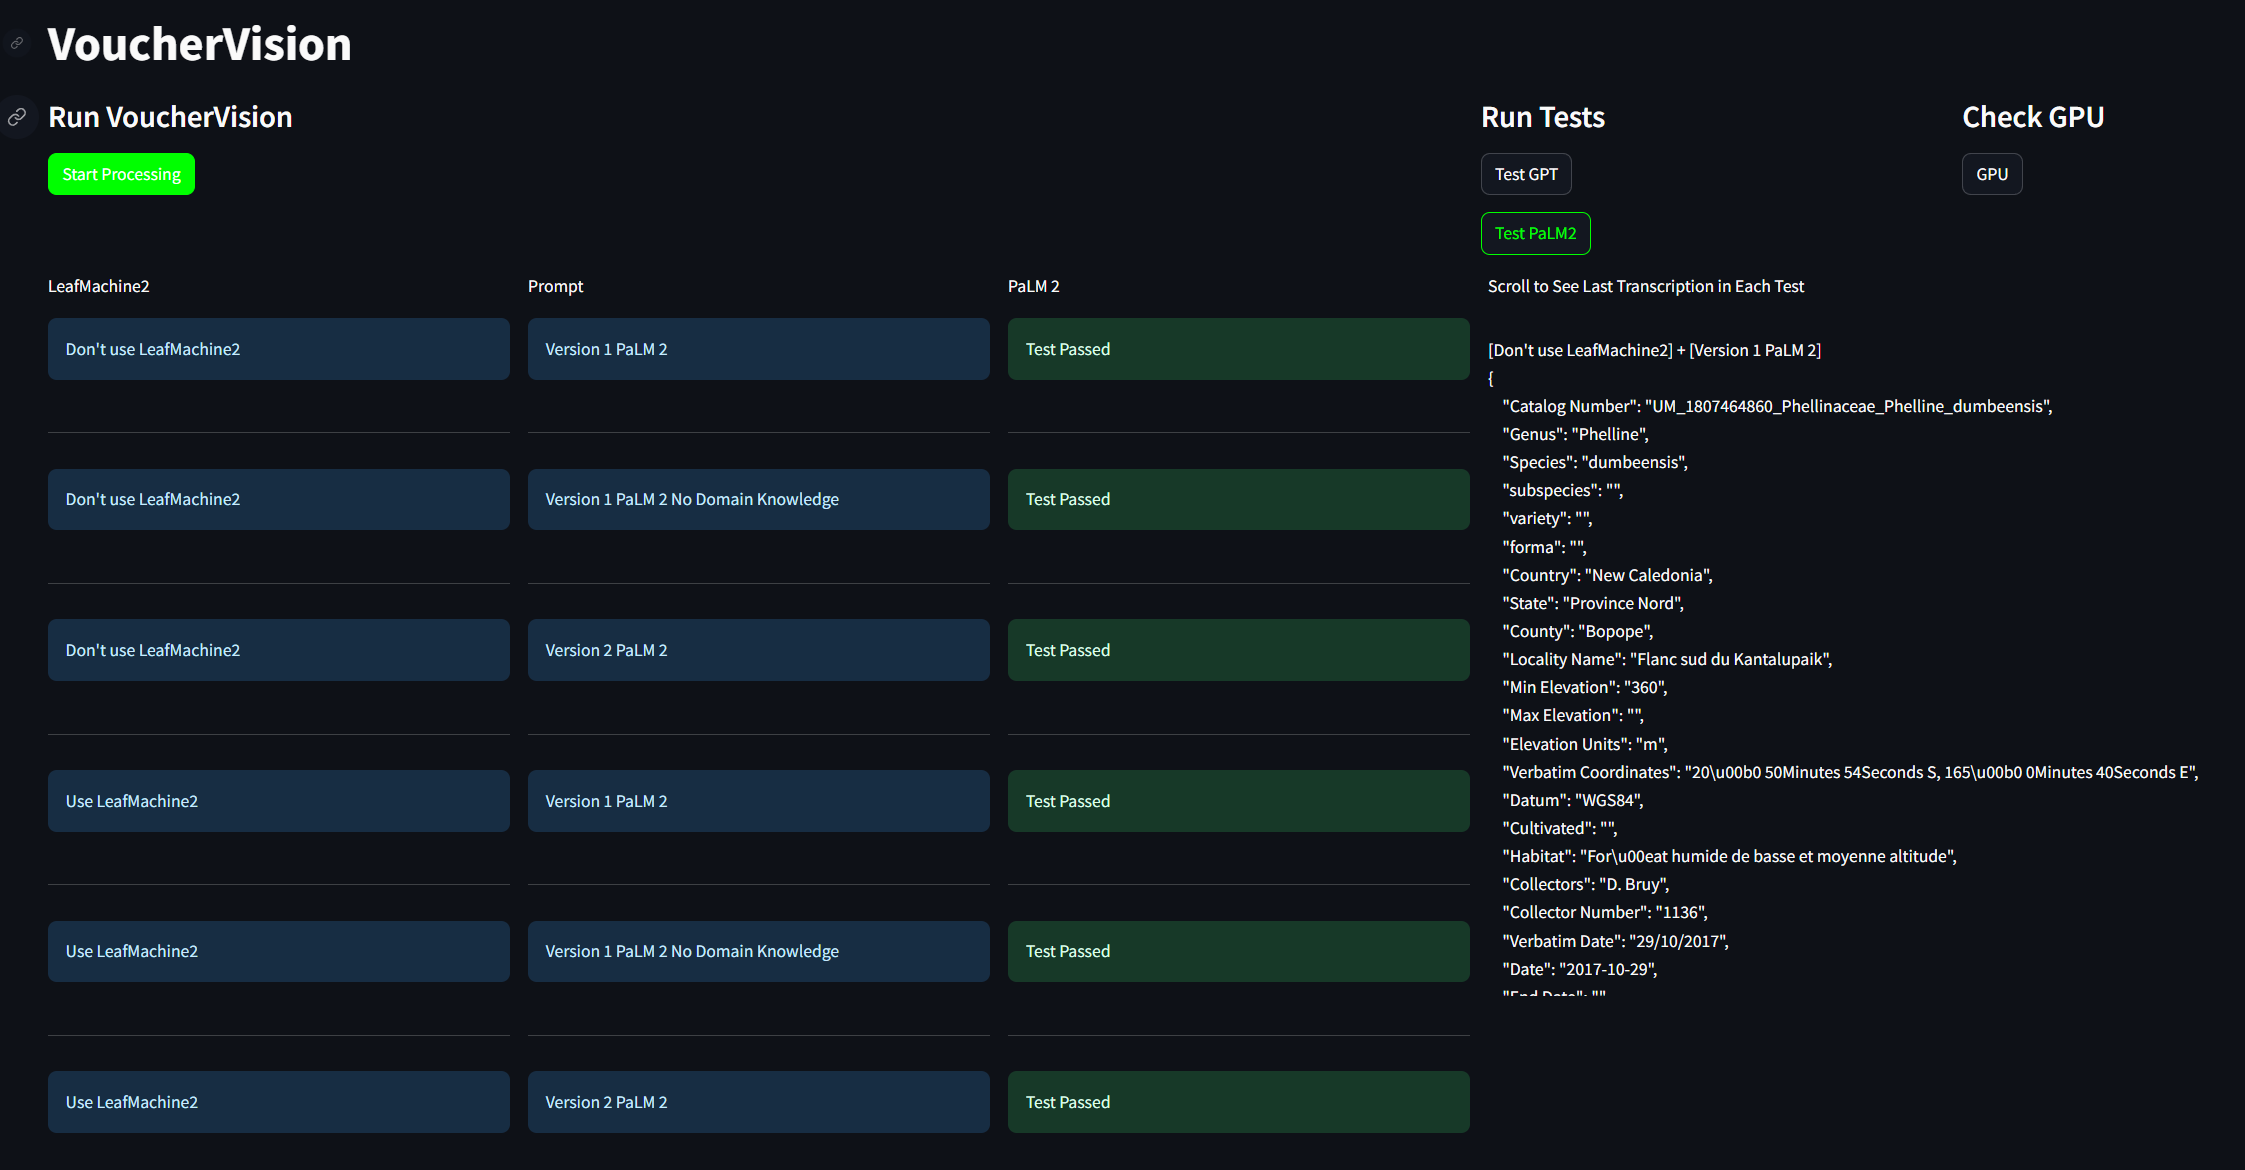 VoucherVision
Run VoucherVision
Run Tests
Check GPU
Start Processing
Test GPT
GPU
Test PaLM2
LeafMachine2
Prompt
PaLM 2
Don't use LeafMachine2
Version 1 PaLM 2
Test Passed
Don't use LeafMachine2
Version 1 PaLM 2 No Domain Knowledge
Test Passed
Don't use LeafMachine2
Version 2 PaLM 2
Test Passed
Use LeafMachine2
Version 1 PaLM 2
Test Passed
Use LeafMachine2
Version 1 PaLM 2 No Domain Knowledge
Test Passed
Use LeafMachine2
Version 2 PaLM 2
Test Passed
Scroll to See Last Transcription in Each Test
[Don't use LeafMachine2] + [Version 1 PaLM 2]
{
"Catalog Number": "UM_1807464860_Phellinaceae_Phelline_dumbeensis",
"Genus": "Phelline",
"Species": "dumbeensis",
"subspecies": "",
"variety": "",
"forma": "",
"Country": "New Caledonia",
"State": "Province Nord",
"County": "Bopope",
"Locality Name": "Flanc sud du Kantalupaik",
"Min Elevation": "360",
"Max Elevation": "",
"Elevation Units": "m",
"Verbatim Coordinates": "20\u00b0 50Minutes 54Seconds S, 165\u00b0 0Minutes 40Seconds E",
"Datum": "WGS84",
"Cultivated": "",
"Habitat": "For\u00eat humide de basse et moyenne altitude",
"Collectors": "D. Bruy",
"Collector Number": "1136",
"Verbatim Date": "29/10/2017",
"Date": "2017-10-29",
"End Date": ""